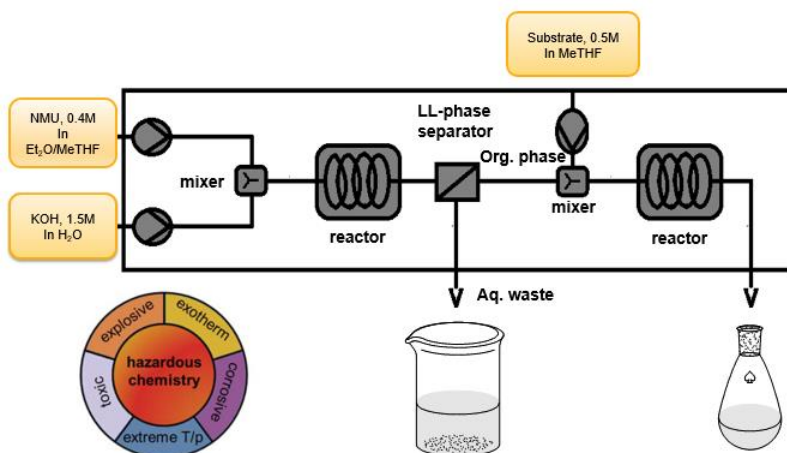 Substrate, 0.5M
In MeTHF
NMU, 0.4M
In
Et₂O/MeTHF
LL-phase
separator
Org. phase
mixer
mixer
KOH, 1.5M
In H₂O
reactor
reactor
Aq. waste
explosive
exotherm
hazardous
chemistry
toxic
corrosive
extreme T/p